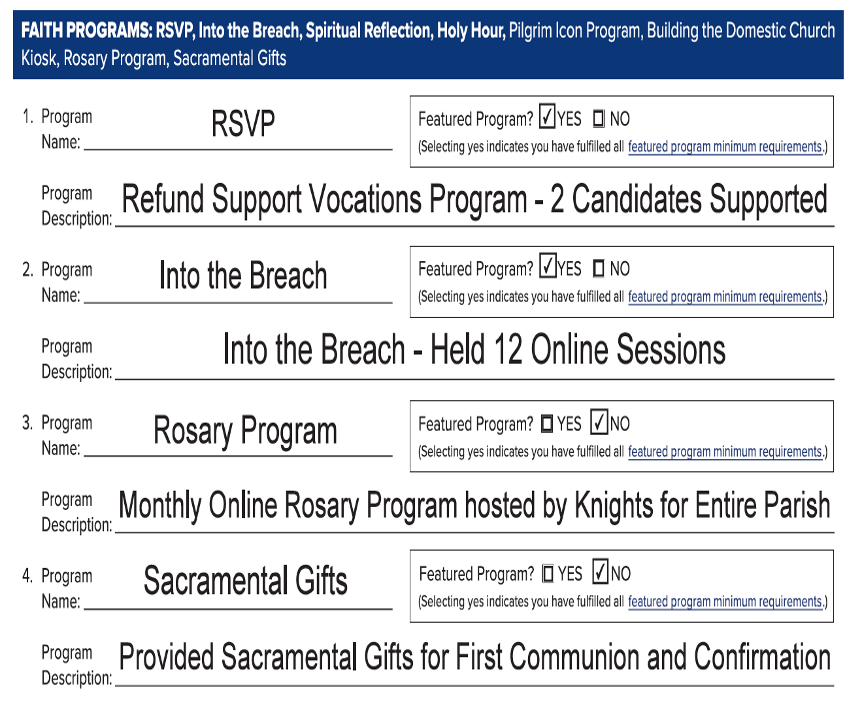 FAITH PROGRAMS: RSVP, Into the Breach, Spiritual Reflection, Holy Hour, Pilgrim Icon Program, Building the Domestic Church
Kiosk, Rosary Program, Sacramental Gifts
1. Program Name: RSVP
Featured Program? ✓ YES ☐ NO
(Selecting yes indicates you have fulfilled all featured program minimum requirements.)
Program Description: Refund Support Vocations Program - 2 Candidates Supported
2. Program Name: Into the Breach
Featured Program? ✓ YES ☐ NO
(Selecting yes indicates you have fulfilled all featured program minimum requirements.)
Program Description: Into the Breach - Held 12 Online Sessions
3. Program Name: Rosary Program
Featured Program? ☐ YES ✓ NO
(Selecting yes indicates you have fulfilled all featured program minimum requirements.)
Program Description: Monthly Online Rosary Program hosted by Knights for Entire Parish
4. Program Name: Sacramental Gifts
Featured Program? ☐ YES ✓ NO
(Selecting yes indicates you have fulfilled all featured program minimum requirements.)
Program Description: Provided Sacramental Gifts for First Communion and Confirmation